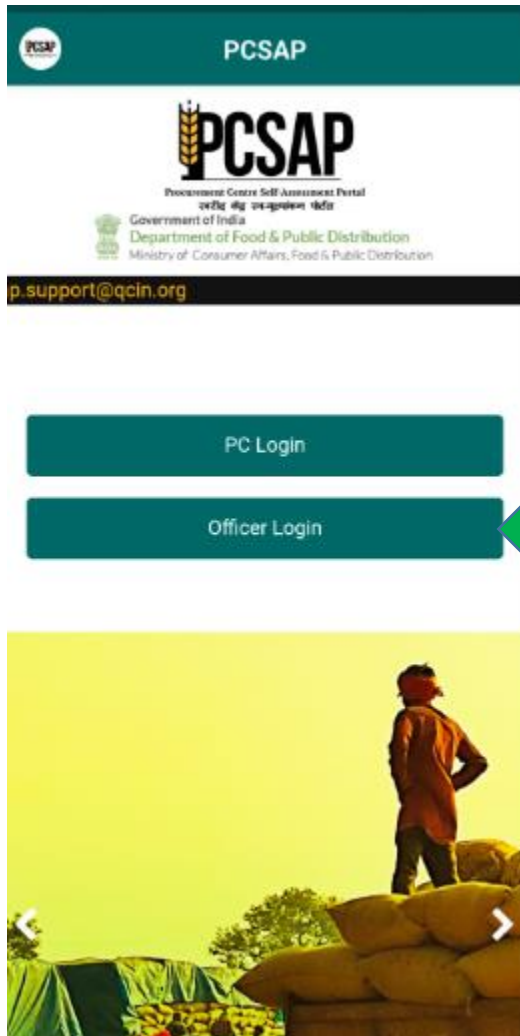 PCSAP
PCSAP
PCSAP
Procurement Centre Self Assessment Portal
Government of India
Department of Food & Public Distribution
Ministry of Consumer Affairs, Food & Public Distribution
p.support@qcin.org
PC Login
Officer Login